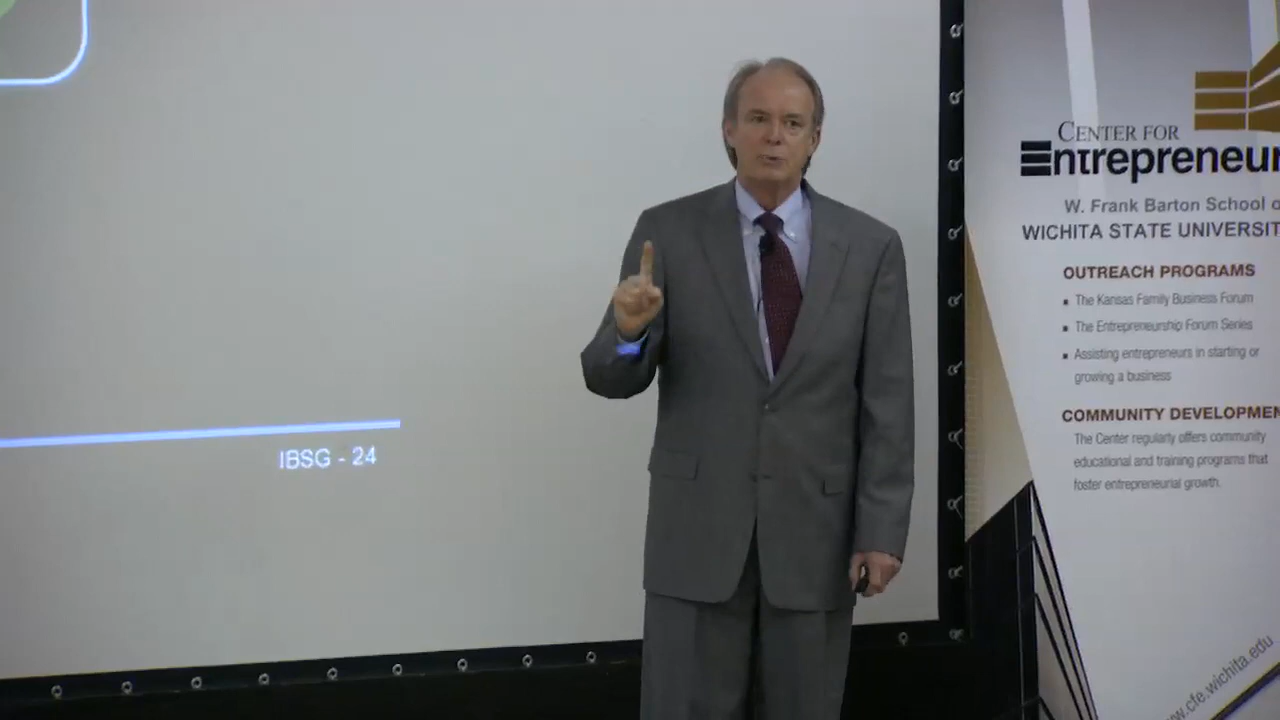 IBSG - 24
CENTER FOR
Entrepreneur
W. Frank Barton School o
WICHITA STATE UNIVERSIT
OUTREACH PROGRAMS
▪ The Kansas Family Business Forum
▪ The Entrepreneurship Forum Series
▪ Assisting entrepreneurs in starting or
growing a business
COMMUNITY DEVELOPMEN
The Center regularly offers community
educational and training programs that
foster entrepreneurial growth.
www.cfe.wichita.edu